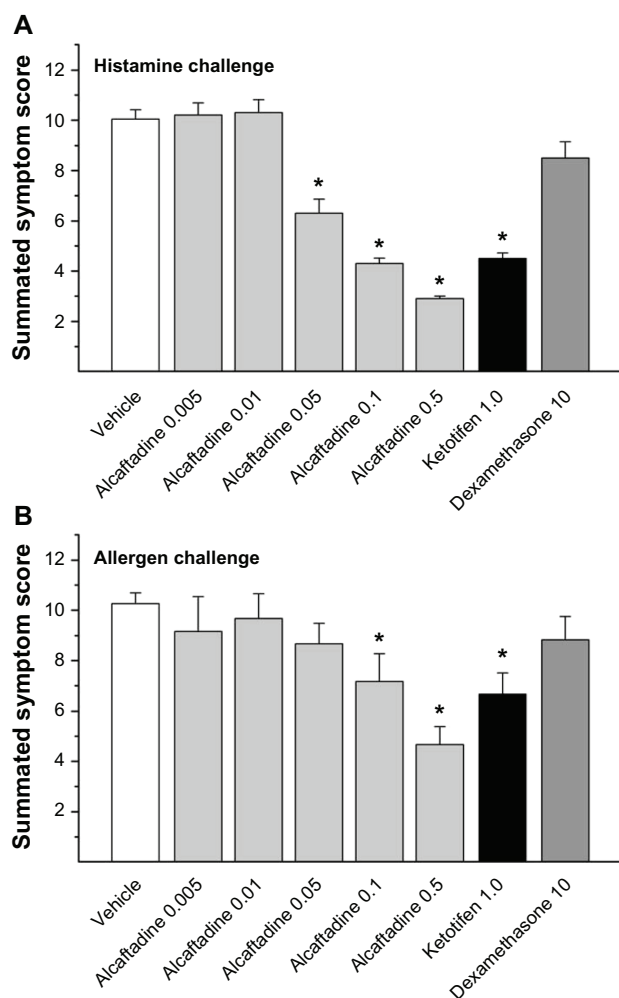 A
Histamine challenge
Summated symptom score
12
10
8
6
4
2
*
*
*
*
Vehicle
Alcaftadine 0.005
Alcaftadine 0.01
Alcaftadine 0.05
Alcaftadine 0.1
Alcaftadine 0.5
Ketotifen 1.0
Dexamethasone 10
B
Allergen challenge
Summated symptom score
12
10
8
6
4
2
*
*
*
Vehicle
Alcaftadine 0.005
Alcaftadine 0.01
Alcaftadine 0.05
Alcaftadine 0.1
Alcaftadine 0.5
Ketotifen 1.0
Dexamethasone 10